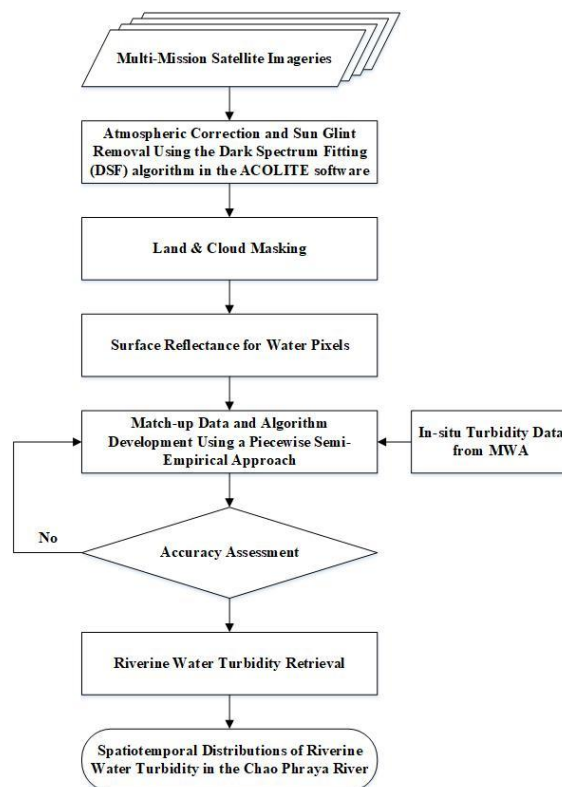 Multi-Mission Satellite Imageries
Atmospheric Correction and Sun Glint
Removal Using the Dark Spectrum Fitting
(DSF) algorithm in the ACOLITE software
Land & Cloud Masking
Surface Reflectance for Water Pixels
Match-up Data and Algorithm
Development Using a Piecewise Semi-
Empirical Approach
In-situ Turbidity Data
from MWA
No
Accuracy Assessment
Riverine Water Turbidity Retrieval
Spatiotemporal Distributions of Riverine
Water Turbidity in the Chao Phraya River